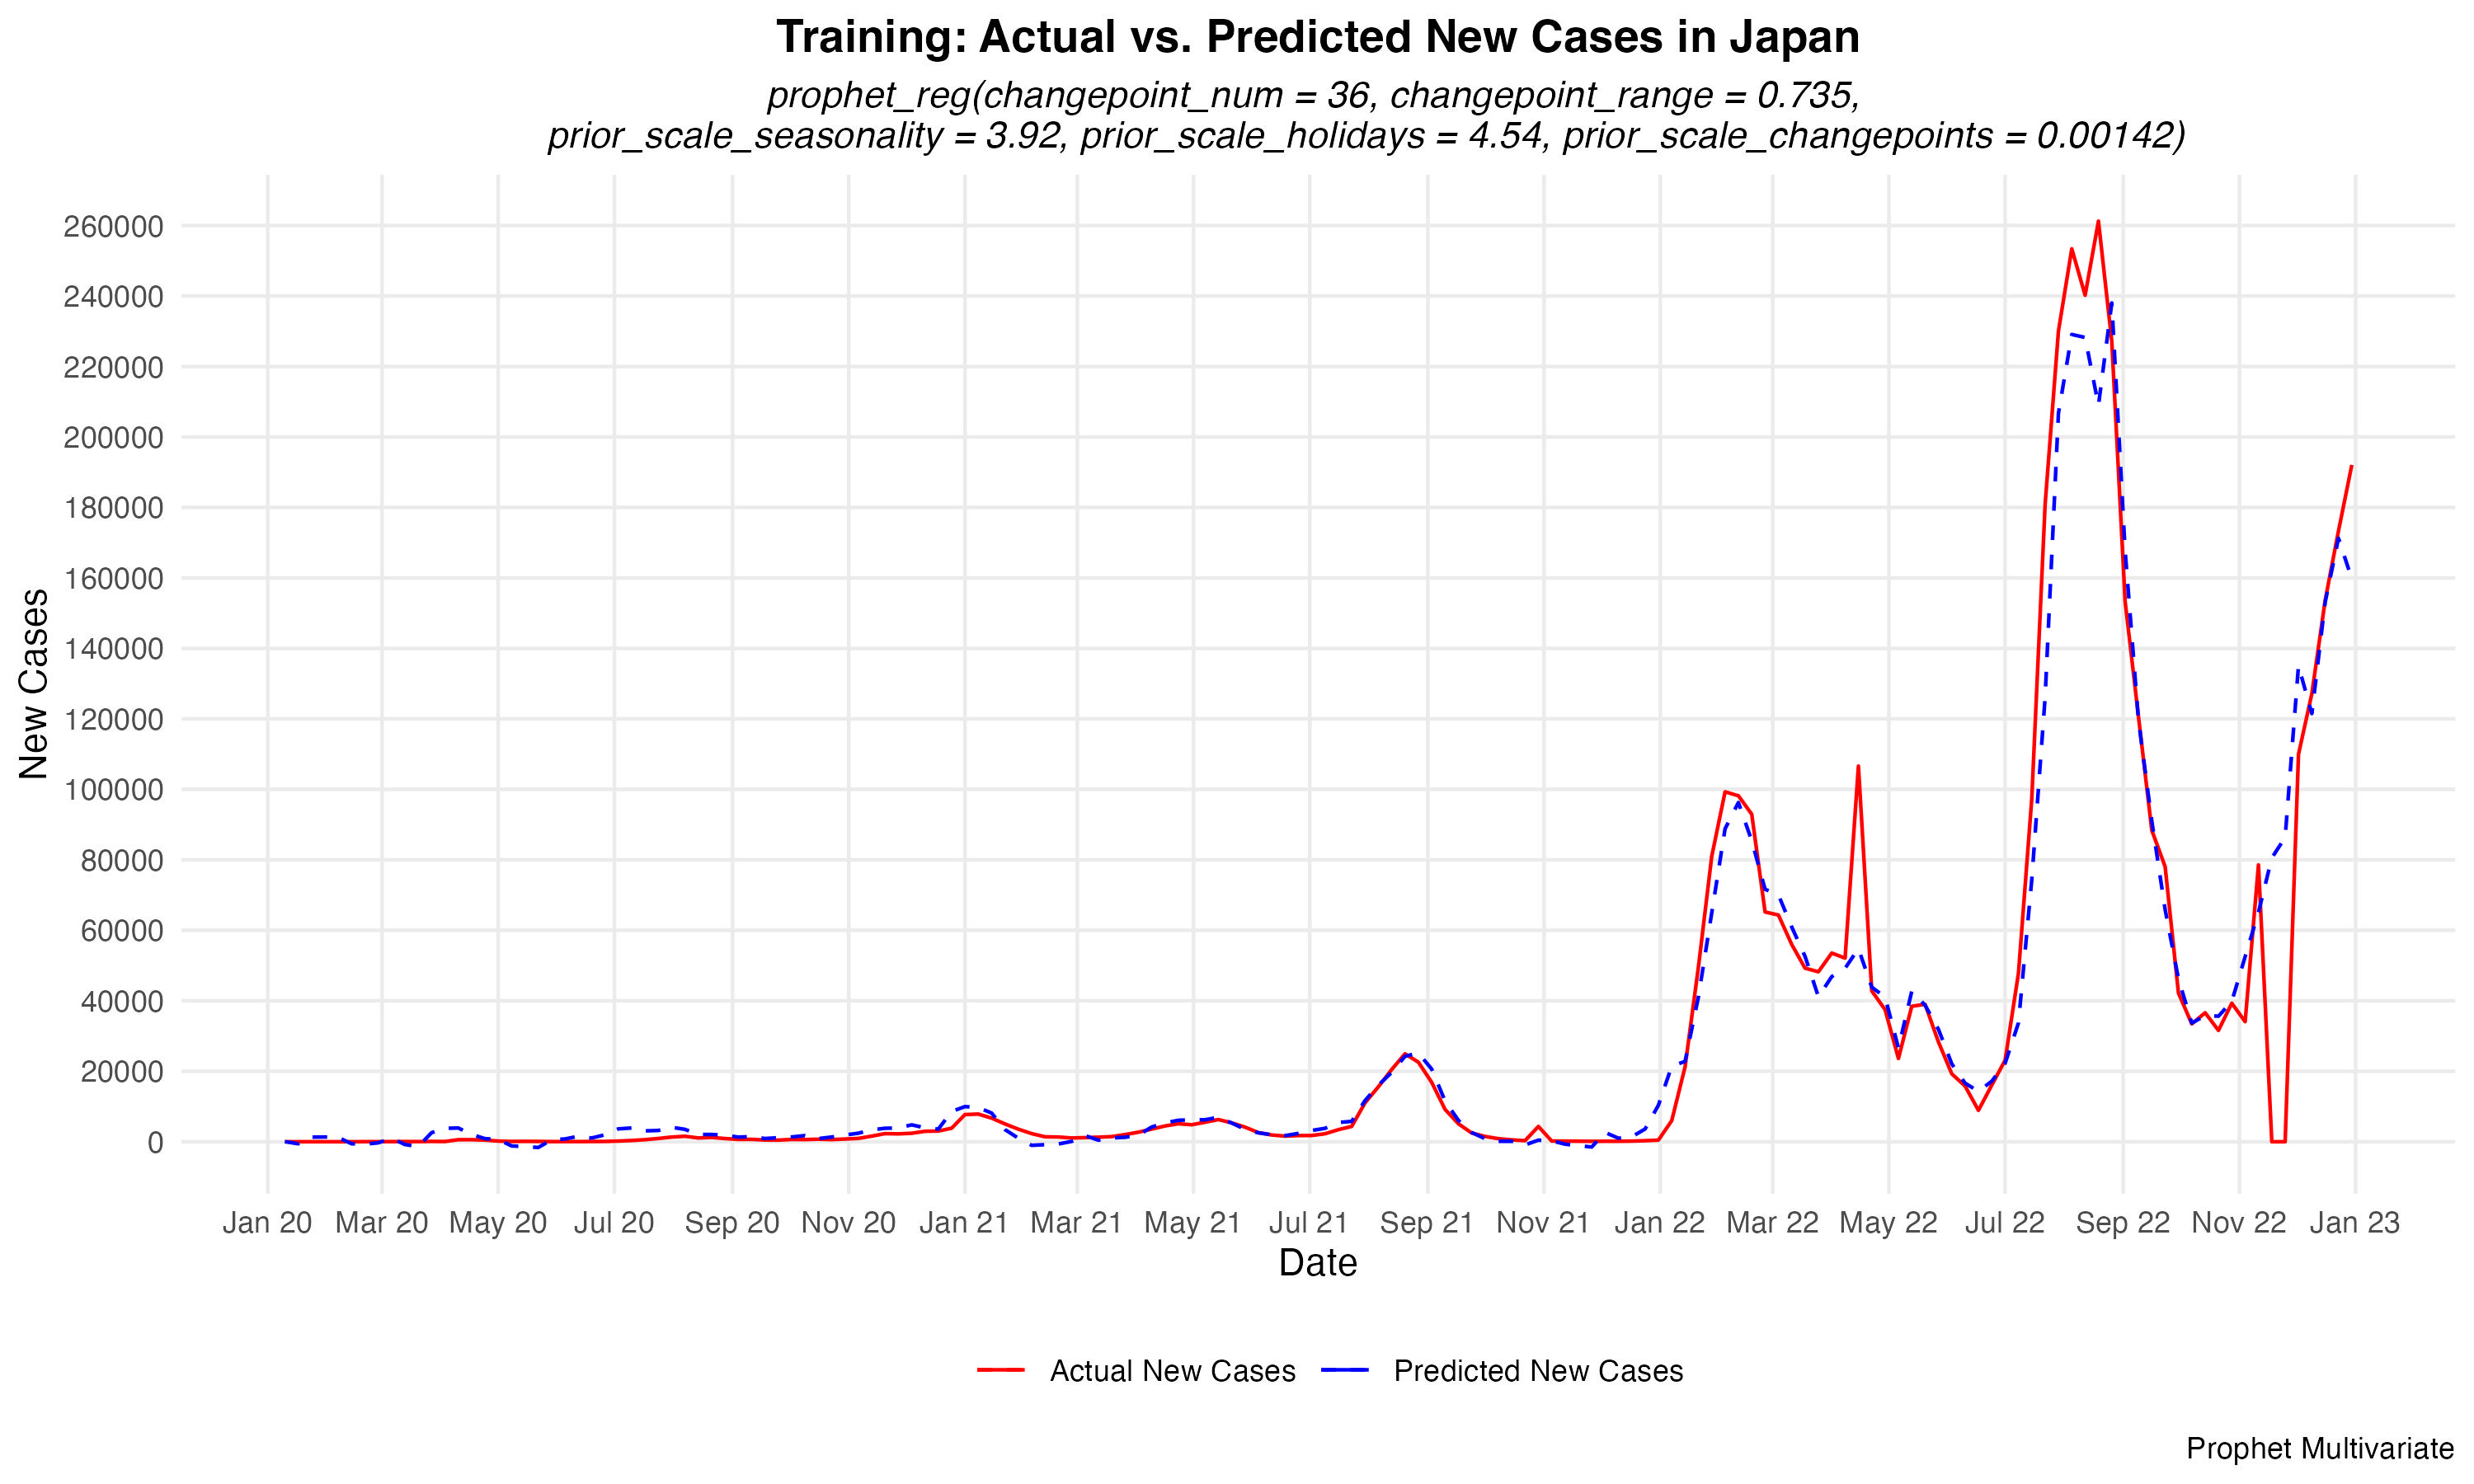 Training: Actual vs. Predicted New Cases in Japan
prophet_reg(changepoint_num = 36, changepoint_range = 0.735,
prior_scale_seasonality = 3.92, prior_scale_holidays = 4.54, prior_scale_changepoints = 0.00142)
260000
240000
220000
200000
180000
160000
140000
120000
100000
80000
60000
40000
20000
0
New Cases
Jan 20 Mar 20 May 20 Jul 20 Sep 20 Nov 20 Jan 21 Mar 21 May 21 Jul 21 Sep 21 Nov 21 Jan 22 Mar 22 May 22 Jul 22 Sep 22 Nov 22 Jan 23
Date
Actual New Cases Predicted New Cases
Prophet Multivariate